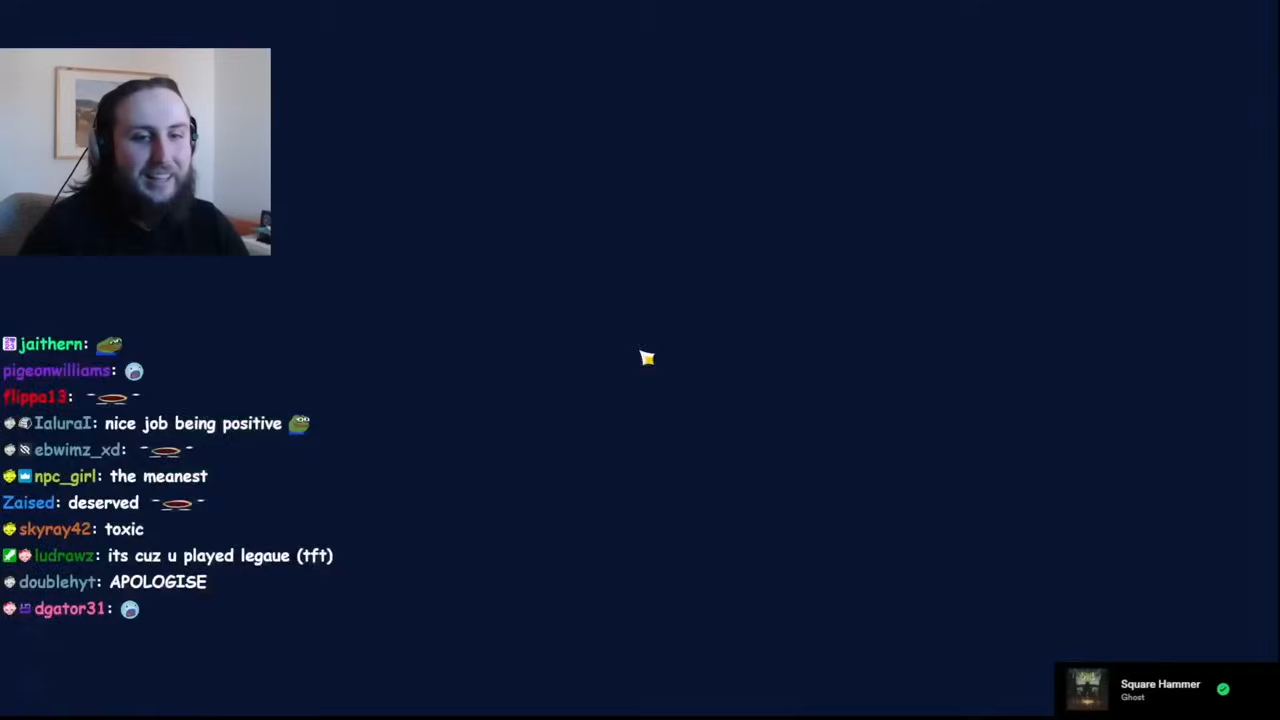 jaithern:
pigeonwilliams:
flippa13:
IaluraI: nice job being positive
ebwimz_xd:
npc_girl: the meanest
Zaised: deserved
skyray42: toxic
ludrawz: its cuz u played legaue (tft)
doublehyt: APOLOGISE
dgator31:
Square Hammer
Ghost